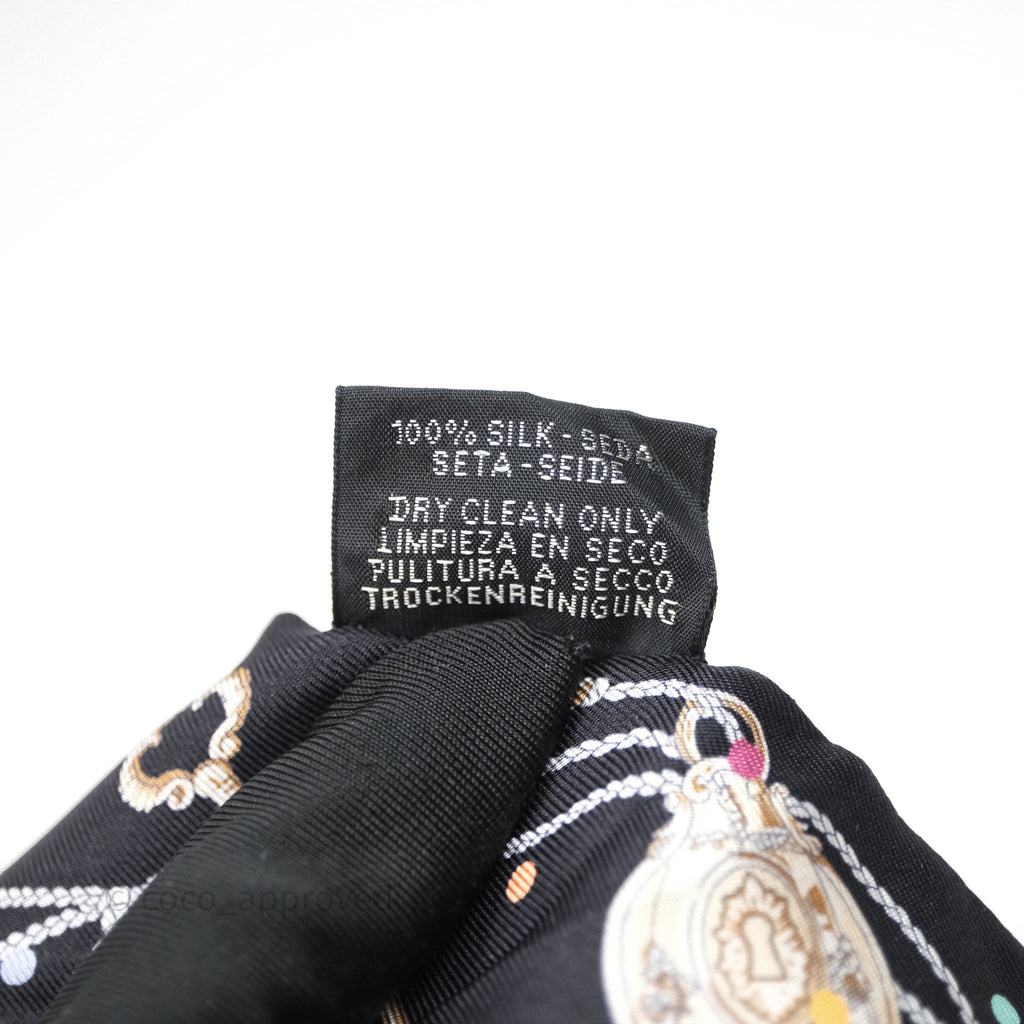 100% SILK - SEDA
SETA - SEIDE
DRY CLEAN ONLY
LIMPIEZA EN SECO
PULITURA A SECCO
TROCKENREINIGUNG
© coco_approved